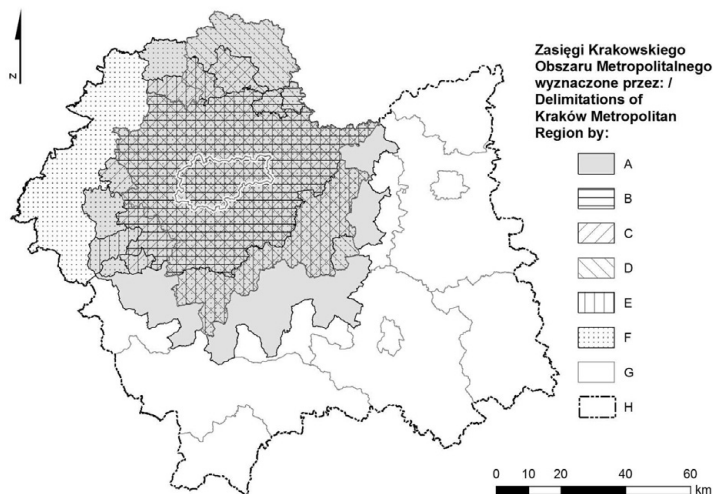 N
Zasięgi Krakowskiego
Obszaru Metropolitalnego
wyznaczone przez: /
Delimitations of
Kraków Metropolitan
Region by:
A
B
C
D
E
F
G
H
0 10 20 40 60
km